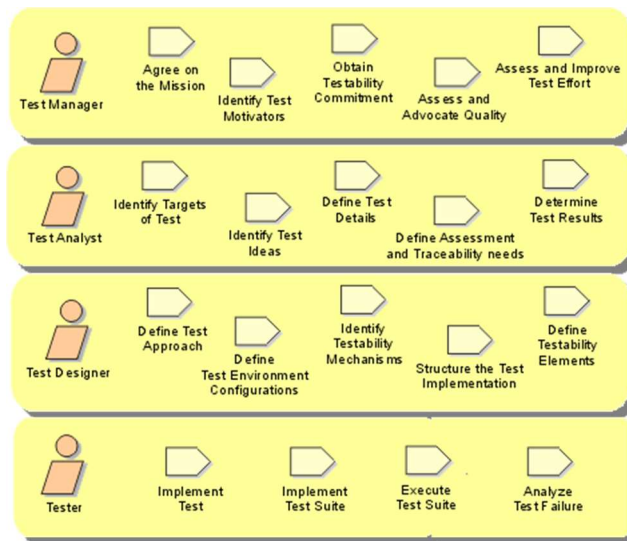 Test Manager
Agree on
the Mission
Identify Test
Motivators
Obtain
Testability
Commitment
Assess and
Advocate Quality
Assess and Improve
Test Effort
Test Analyst
Identify Targets
of Test
Identify Test
Ideas
Define Test
Details
Define Assessment
and Traceability needs
Determine
Test Results
Test Designer
Define Test
Approach
Define
Test Environment
Configurations
Identify
Testability
Mechanisms
Structure the Test
Implementation
Define
Testability
Elements
Tester
Implement
Test
Implement
Test Suite
Execute
Test Suite
Analyze
Test Failure